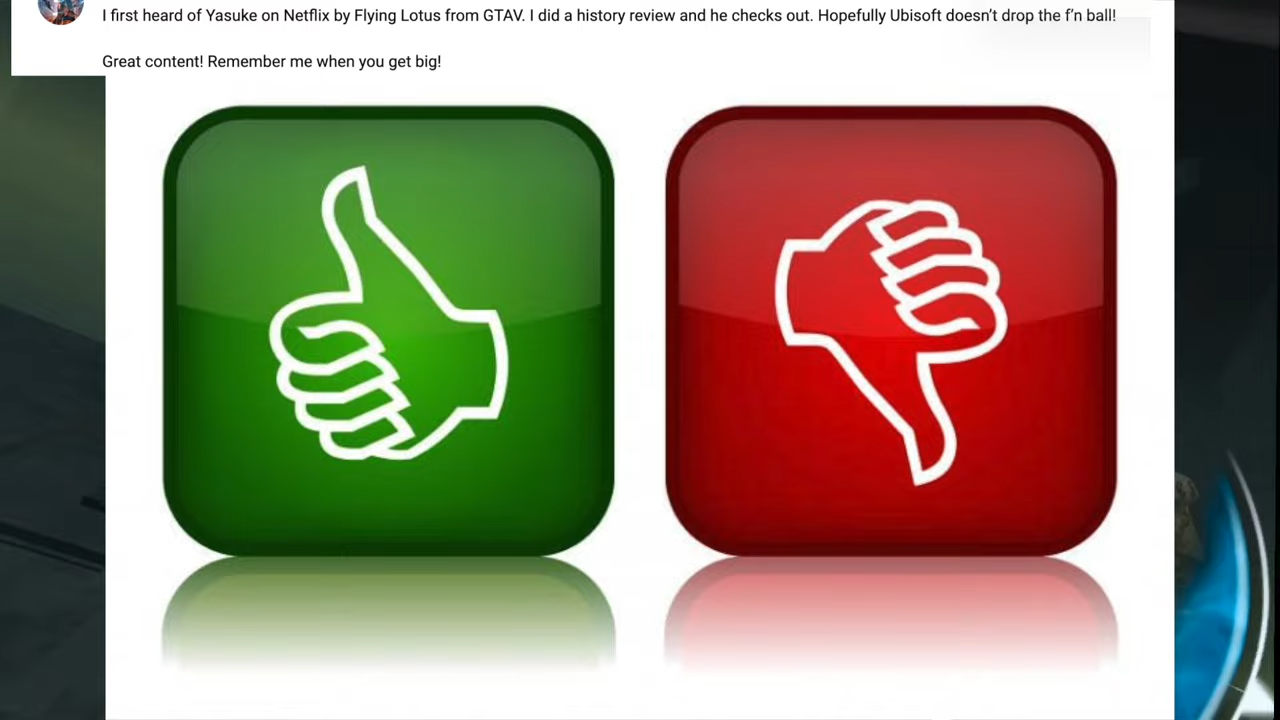 I first heard of Yasuke on Netflix by Flying Lotus from GTAV. I did a history review and he checks out. Hopefully Ubisoft doesn’t drop the f’n ball!
Great content! Remember me when you get big!